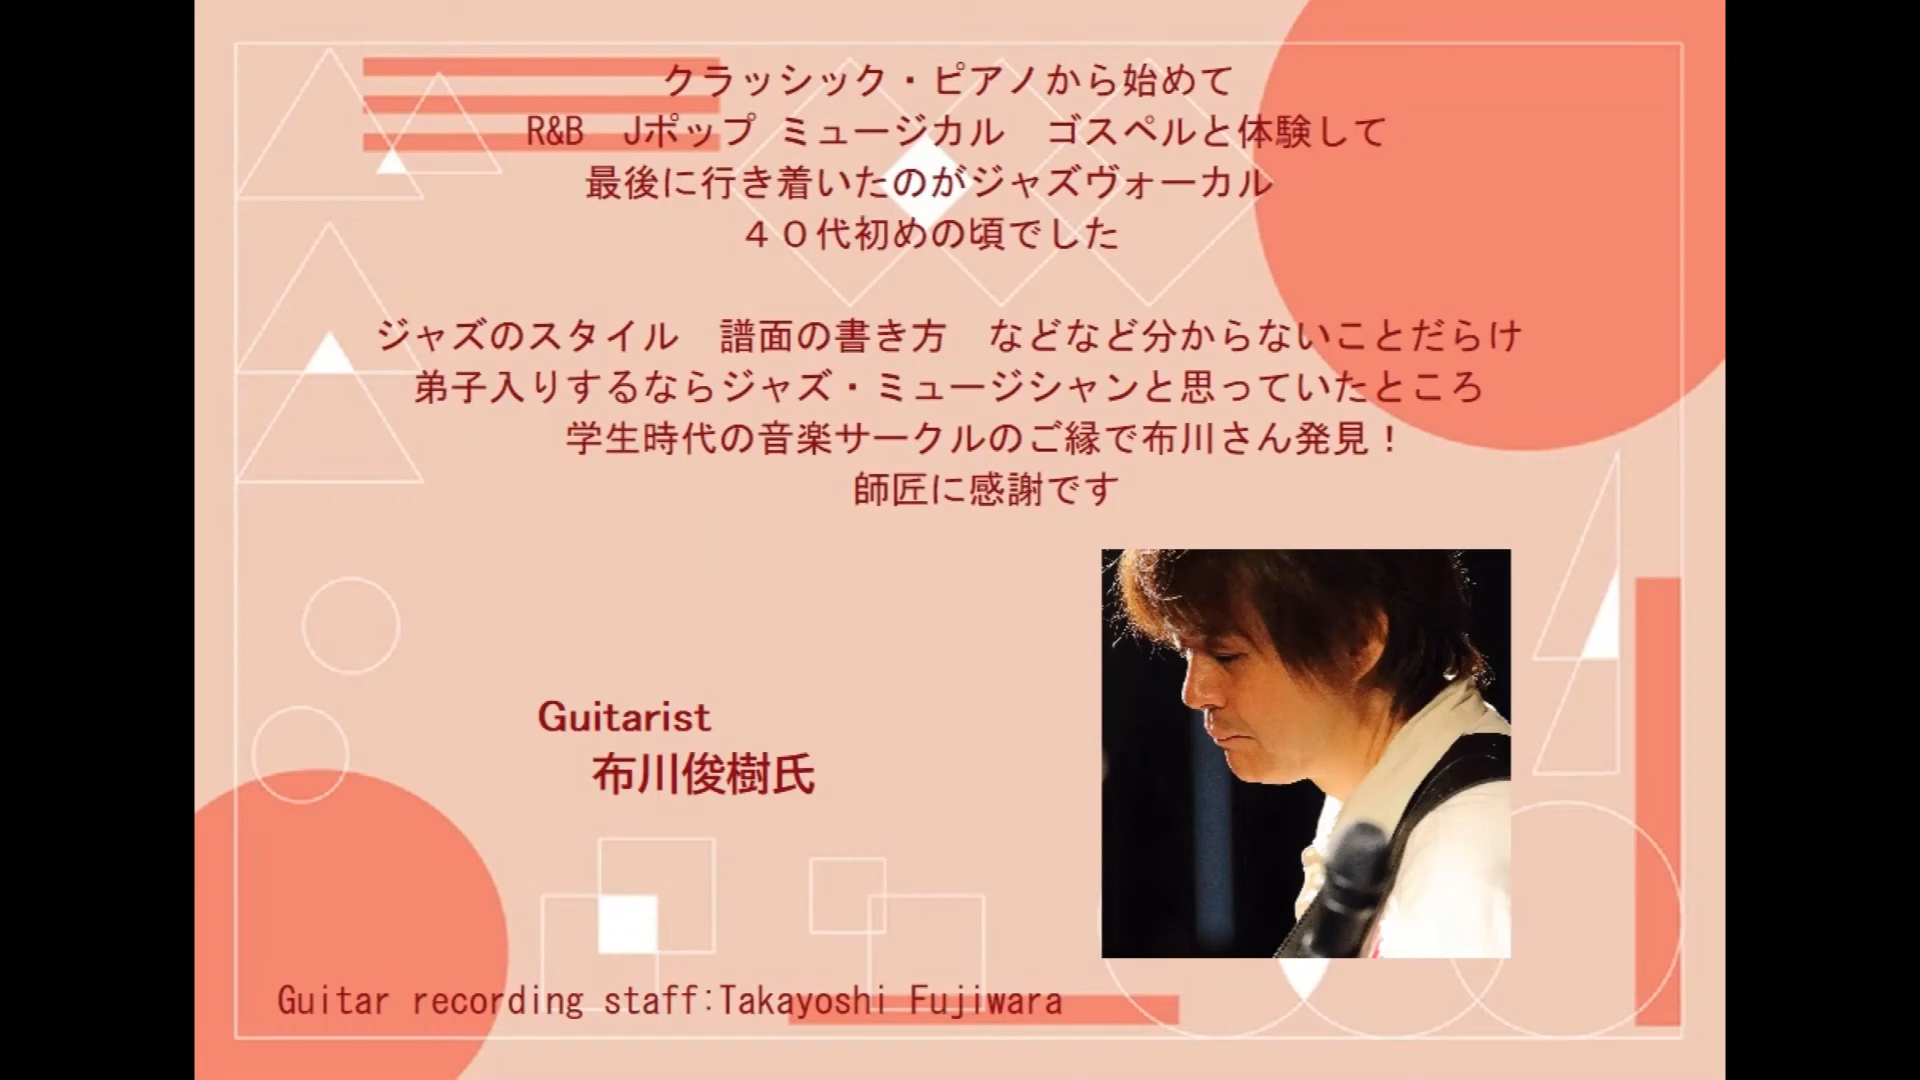 クラッシック・ピアノから始めて
R&B　Jポップ ミュージカル　ゴスペルと体験して
最後に行き着いたのがジャズヴォーカル
４０代初めの頃でした
ジャズのスタイル　譜面の書き方　などなど分からないことだらけ
弟子入りするならジャズ・ミュージシャンと思っていたところ
学生時代の音楽サークルのご縁で布川さん発見！
師匠に感謝です
Guitarist
布川俊樹氏
Guitar recording staff:Takayoshi Fujiwara